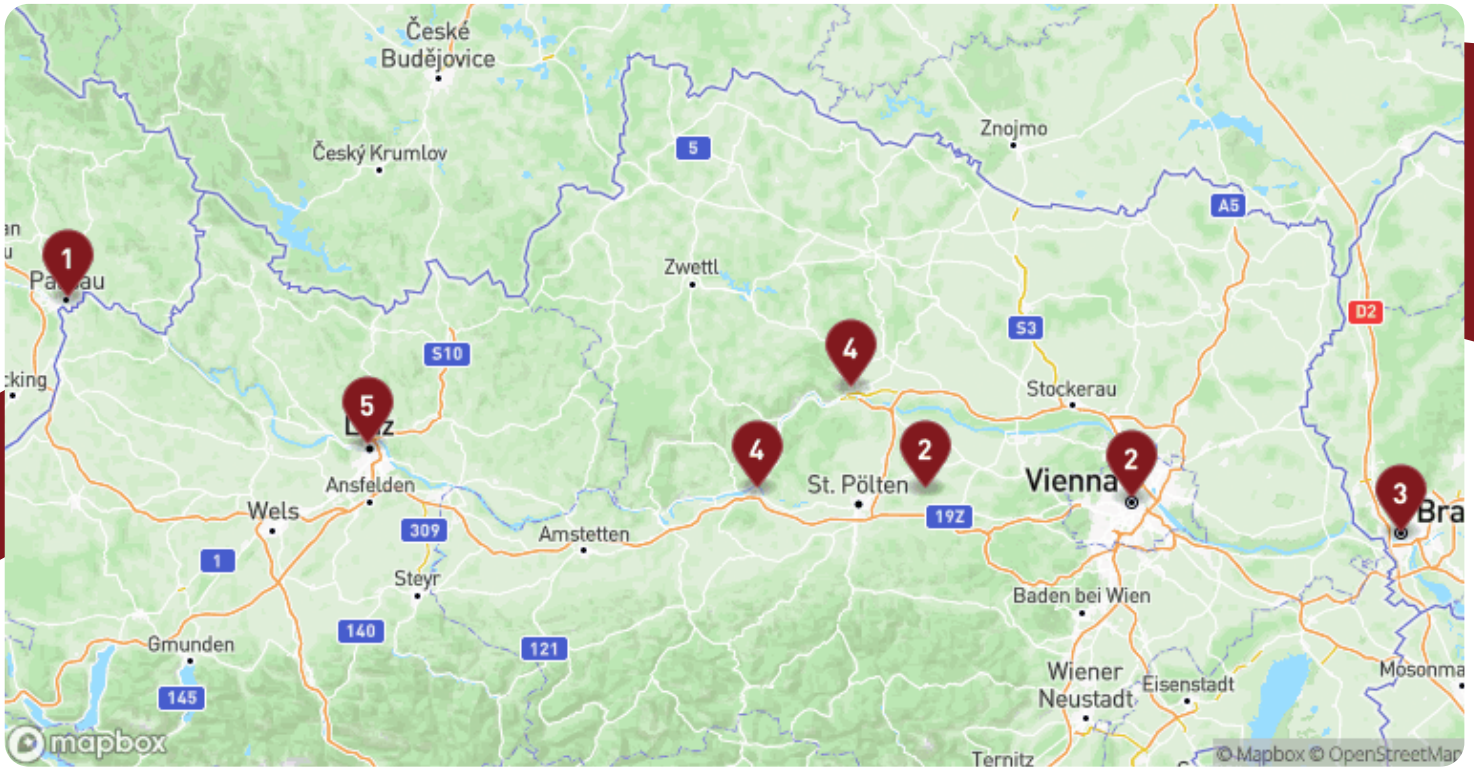 České
Budějovice
Znojmo
5
Český Krumlov
A5
an
u
1
Passau
Zwettl
D2
S3
4
S10
cking
Stockerau
5
Linz
4
2
2
Vienna
St. Pölten
Ansfelden
3
Bra
Wels
19Z
309
Amstetten
1
Steyr
Baden bei Wien
140
Gmunden
121
Wiener
Neustadt
Eisenstadt
Mosonma
145
mapbox
Ternitz
© Mapbox © OpenStreetMap